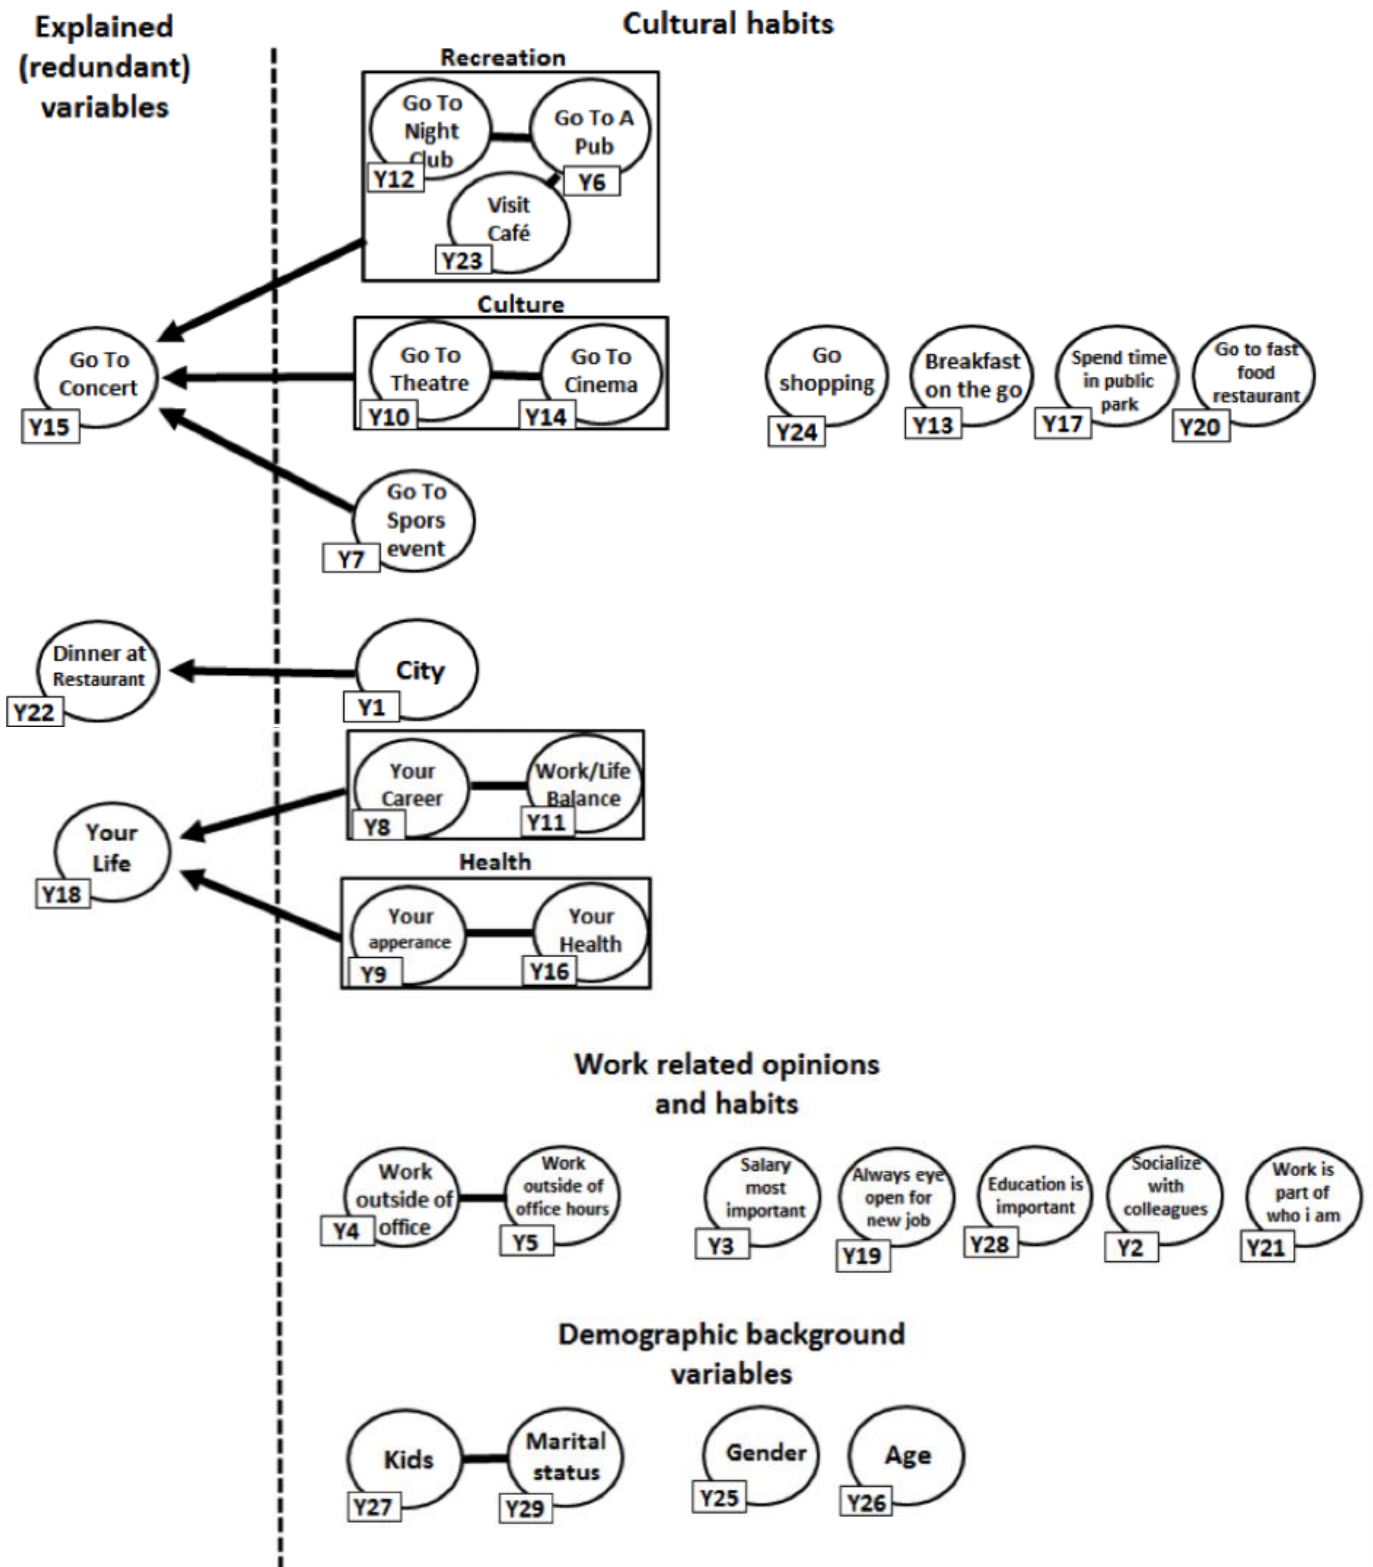 Explained
(redundant)
variables
Cultural habits
Recreation
Go To
Night
Club
Y12
Go To A
Pub
Y6
Visit
Café
Y23
Culture
Go To
Concert
Y15
Go To
Theatre
Y10
Go To
Cinema
Y14
Go
shopping
Y24
Breakfast
on the go
Y13
Spend time
in public
park
Y17
Go to fast
food
restaurant
Y20
Go To
Spors
event
Y7
Dinner at
Restaurant
Y22
City
Y1
Your
Career
Y8
Work/Life
Balance
Y11
Your
Life
Y18
Health
Your
apperance
Y9
Your
Health
Y16
Work related opinions
and habits
Work
outside of
office
Y4
Work
outside of
office hours
Y5
Salary
most
important
Y3
Always eye
open for
new job
Y19
Education is
important
Y28
Socialize
with
colleagues
Y2
Work is
part of
who i am
Y21
Demographic background
variables
Kids
Y27
Marital
status
Y29
Gender
Y25
Age
Y26